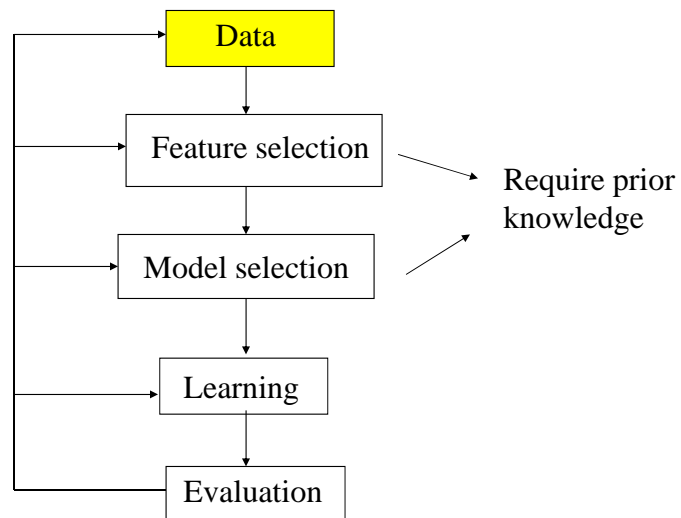 Data
Feature selection
Require prior
knowledge
Model selection
Learning
Evaluation